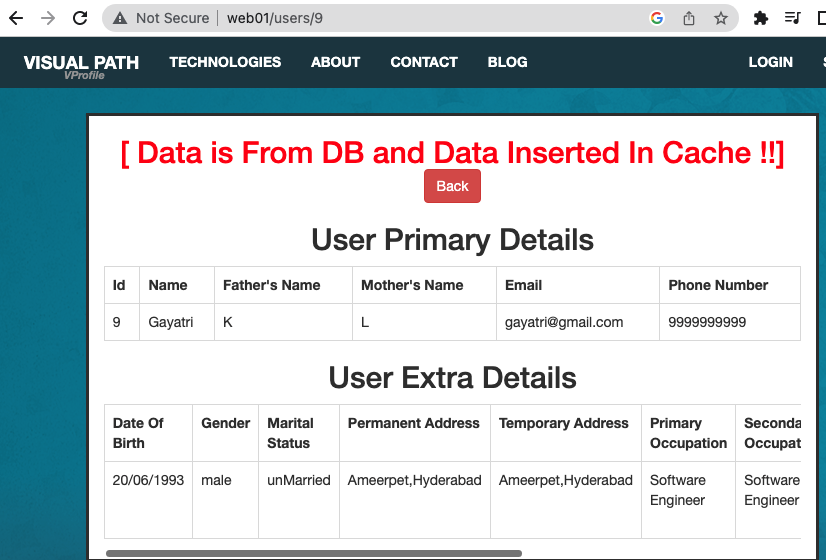 Not Secure | web01/users/9
VISUAL PATH
VProfile
TECHNOLOGIES ABOUT CONTACT BLOG LOGIN
[ Data is From DB and Data Inserted In Cache !!]
Back
User Primary Details
Id Name Father's Name Mother's Name Email Phone Number
9 Gayatri K L gayatri@gmail.com 9999999999
User Extra Details
Date Of Birth Gender Marital Status Permanent Address Temporary Address Primary Occupation Seconda Occupat
20/06/1993 male unMarried Ameerpet,Hyderabad Ameerpet,Hyderabad Software Engineer Software Engineer